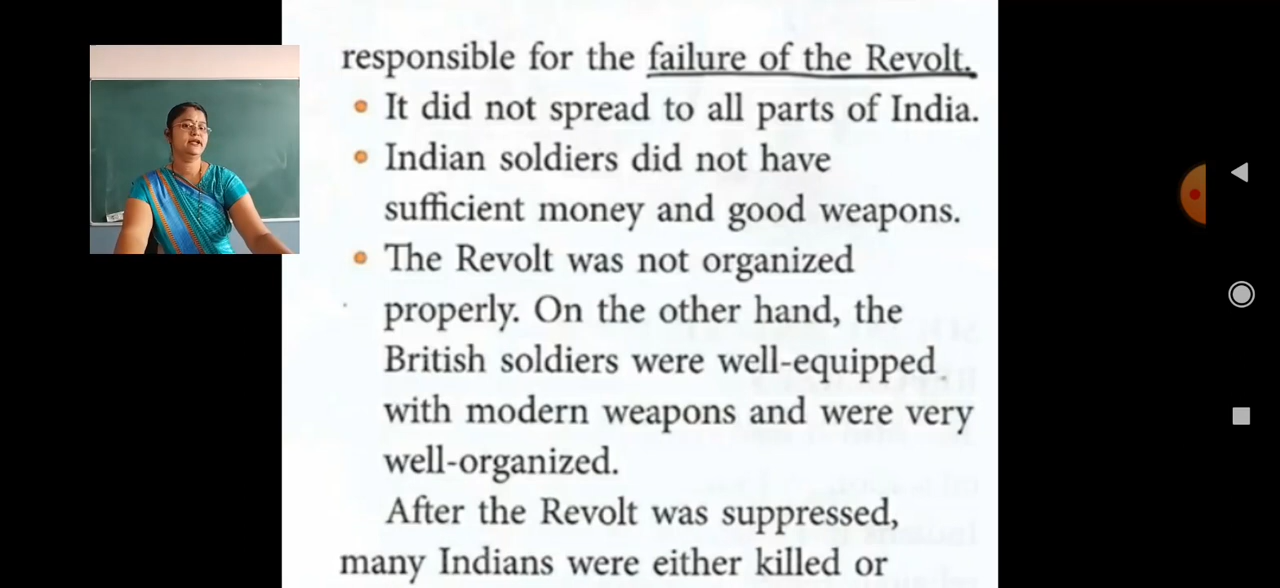 responsible for the failure of the Revolt.
• It did not spread to all parts of India.
• Indian soldiers did not have
sufficient money and good weapons.
• The Revolt was not organized
properly. On the other hand, the
British soldiers were well-equipped
with modern weapons and were very
well-organized.
After the Revolt was suppressed,
many Indians were either killed or